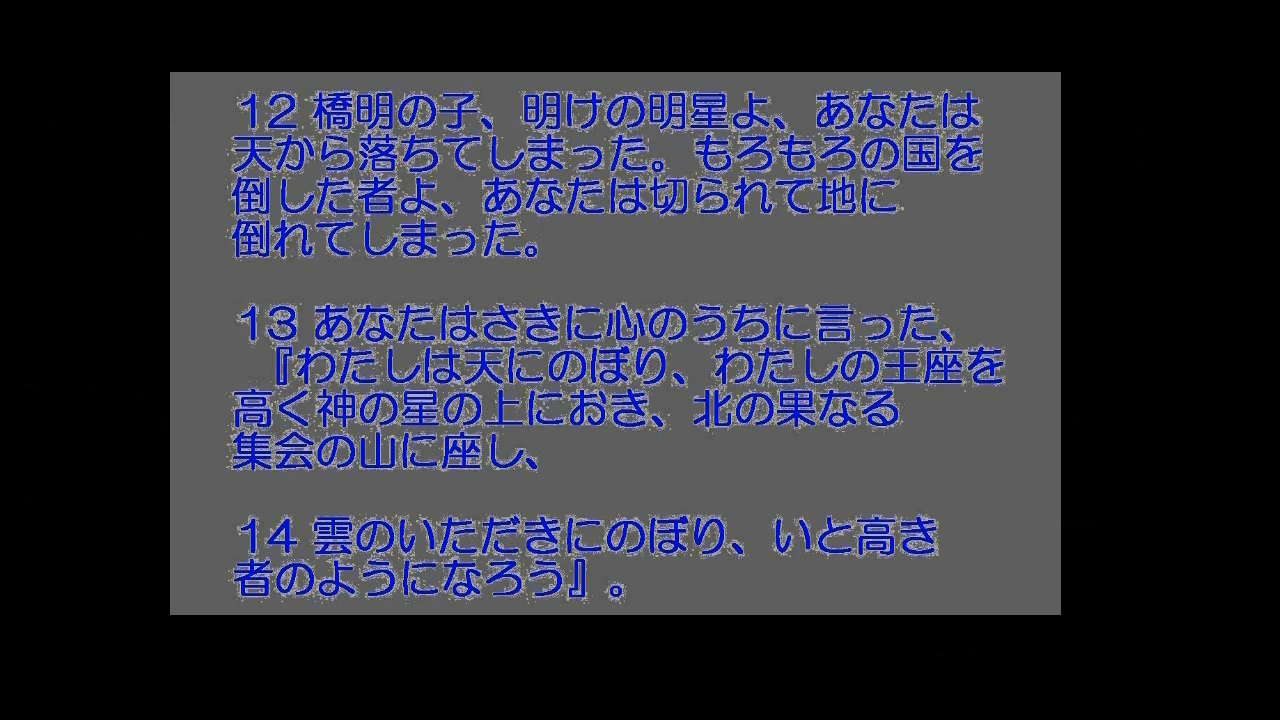 12 橋明の子、明けの明星よ、あなたは
天から落ちてしまった。もろもろの国を
倒した者よ、あなたは切られて地に
倒れてしまった。
13 あなたはさきに心のうちに言った、
『わたしは天にのぼり、わたしの王座を
高く神の星の上におき、北の果なる
集会の山に座し、
14 雲のいただきにのぼり、いと高き
者のようになろう』。